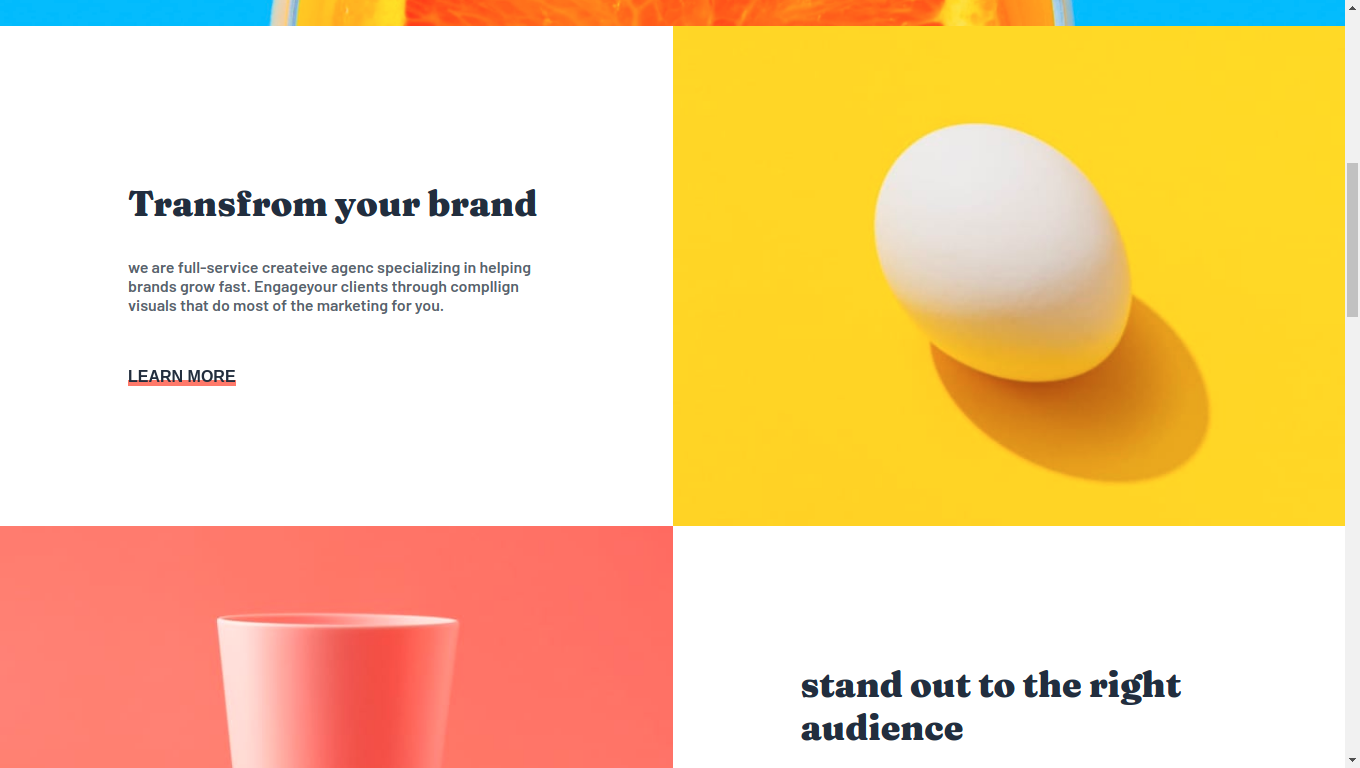 Transfrom your brand
we are full-service createive agenc specializing in helping
brands grow fast. Engageyour clients through compllign
visuals that do most of the marketing for you.
LEARN MORE
stand out to the right
audience